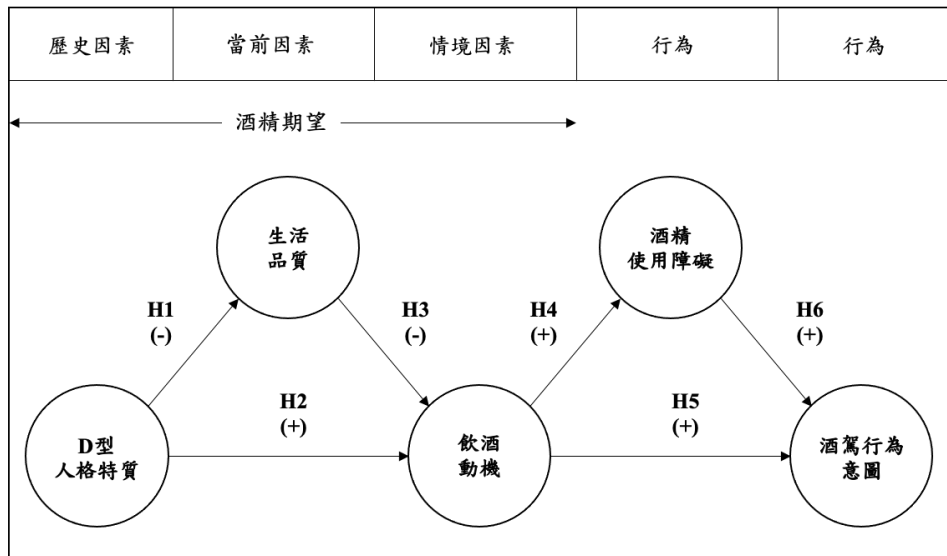 歷史因素
當前因素
情境因素
行為
行為
酒精期望
生活
品質
酒精
使用障礙
H1
(-)
H3
(-)
H4
(+)
H6
(+)
H2
(+)
H5
(+)
D型
人格特質
飲酒
動機
酒駕行為
意圖